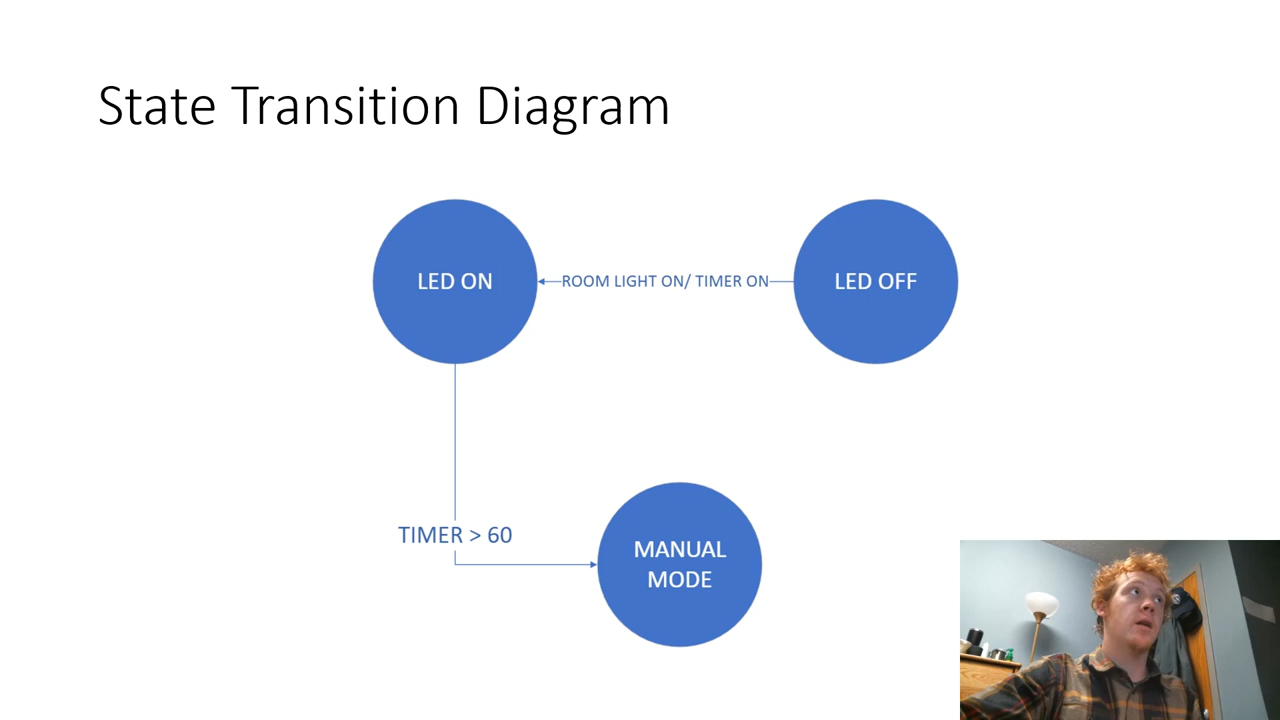 State Transition Diagram
LED ON
ROOM LIGHT ON/ TIMER ON
LED OFF
TIMER > 60
MANUAL
MODE